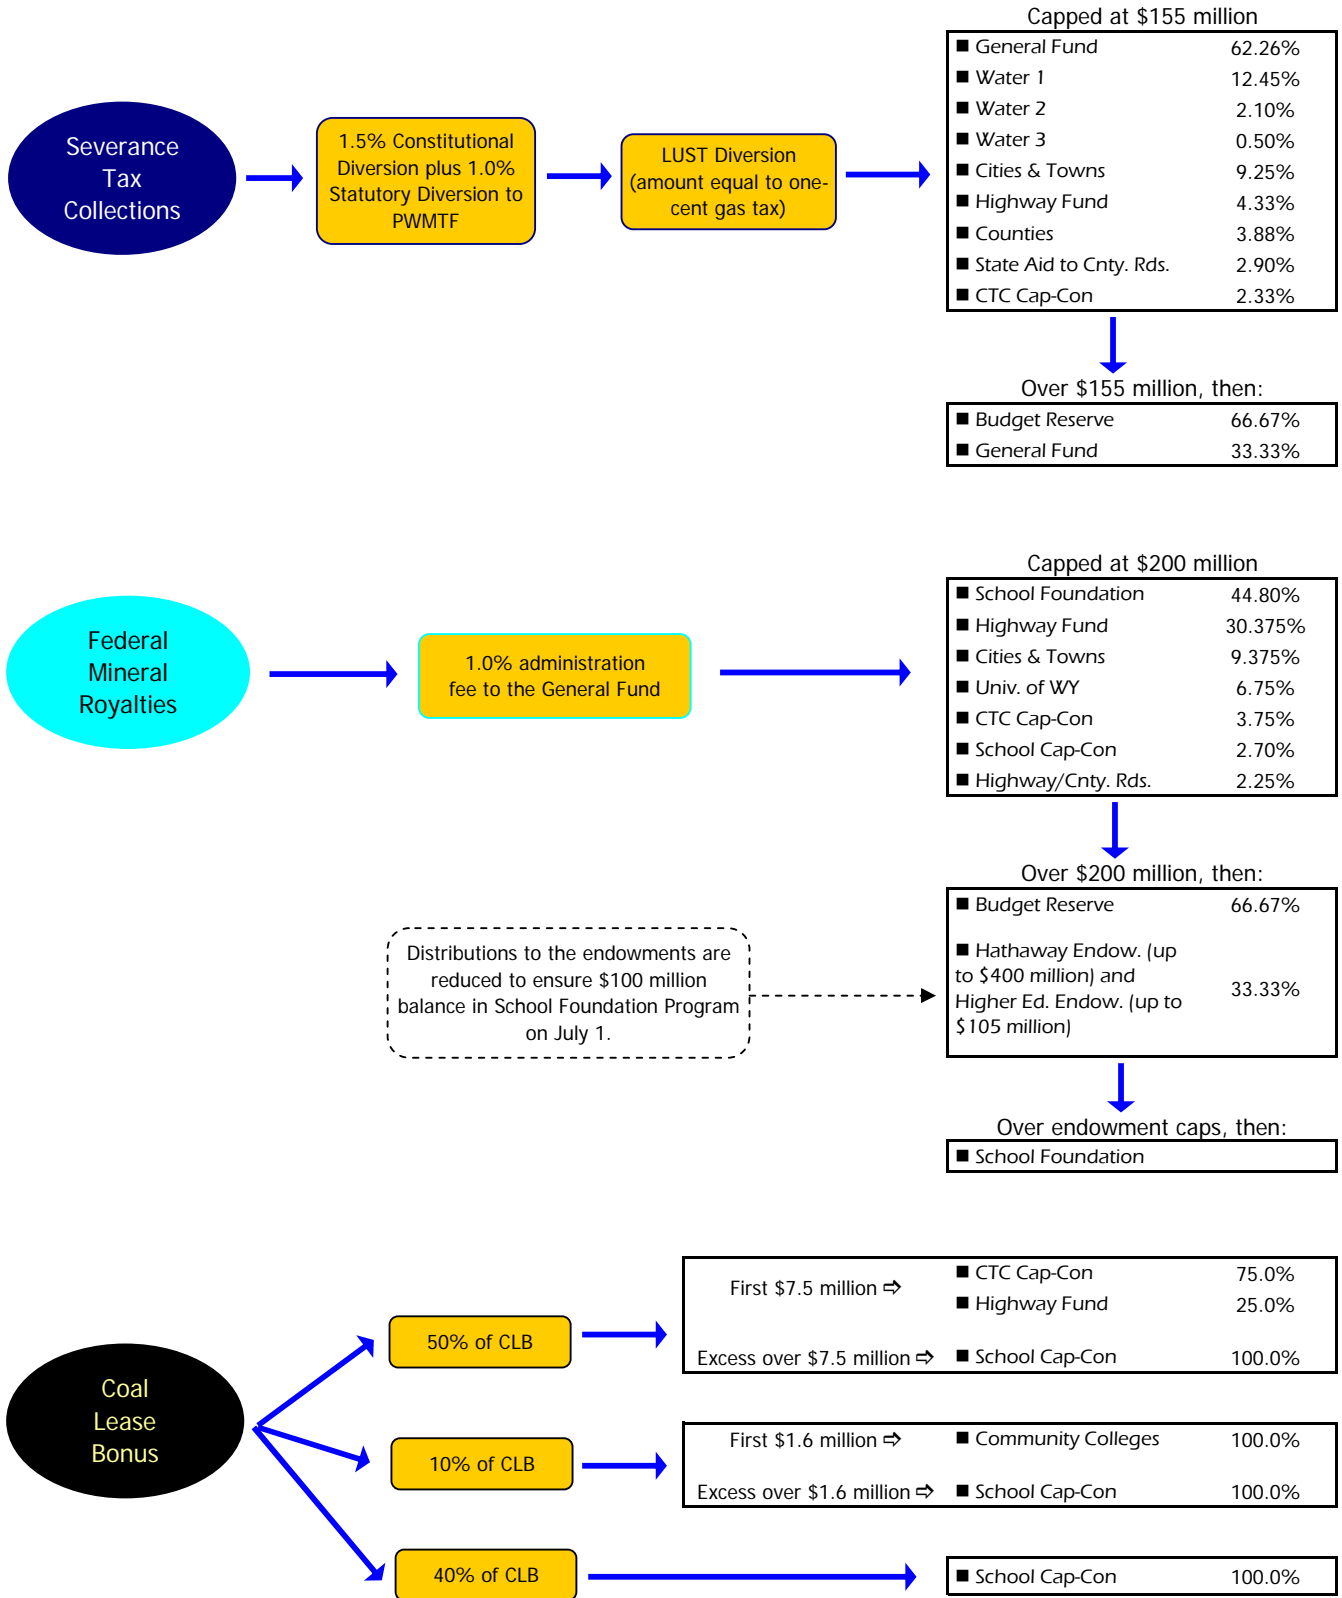 Capped at $155 million
Severance
Tax
Collections
1.5% Constitutional
Diversion plus 1.0%
Statutory Diversion to
PWMTF
LUST Diversion
(amount equal to one-
cent gas tax)
■ General Fund 62.26%
■ Water 1 12.45%
■ Water 2 2.10%
■ Water 3 0.50%
■ Cities & Towns 9.25%
■ Highway Fund 4.33%
■ Counties 3.88%
■ State Aid to Cnty. Rds. 2.90%
■ CTC Cap-Con 2.33%
Over $155 million, then:
■ Budget Reserve 66.67%
■ General Fund 33.33%
Capped at $200 million
Federal
Mineral
Royalties
1.0% administration
fee to the General Fund
■ School Foundation 44.80%
■ Highway Fund 30.375%
■ Cities & Towns 9.375%
■ Univ. of WY 6.75%
■ CTC Cap-Con 3.75%
■ School Cap-Con 2.70%
■ Highway/Cnty. Rds. 2.25%
Over $200 million, then:
■ Budget Reserve 66.67%
■ Hathaway Endow. (up
to $400 million) and
Higher Ed. Endow. (up to
$105 million)
33.33%
Distributions to the endowments are
reduced to ensure $100 million
balance in School Foundation Program
on July 1.
Over endowment caps, then:
■ School Foundation
Coal
Lease
Bonus
50% of CLB
First $7.5 million ⇨
■ CTC Cap-Con 75.0%
■ Highway Fund 25.0%
Excess over $7.5 million ⇨ ■ School Cap-Con 100.0%
10% of CLB
First $1.6 million ⇨ ■ Community Colleges 100.0%
Excess over $1.6 million ⇨ ■ School Cap-Con 100.0%
40% of CLB
■ School Cap-Con 100.0%